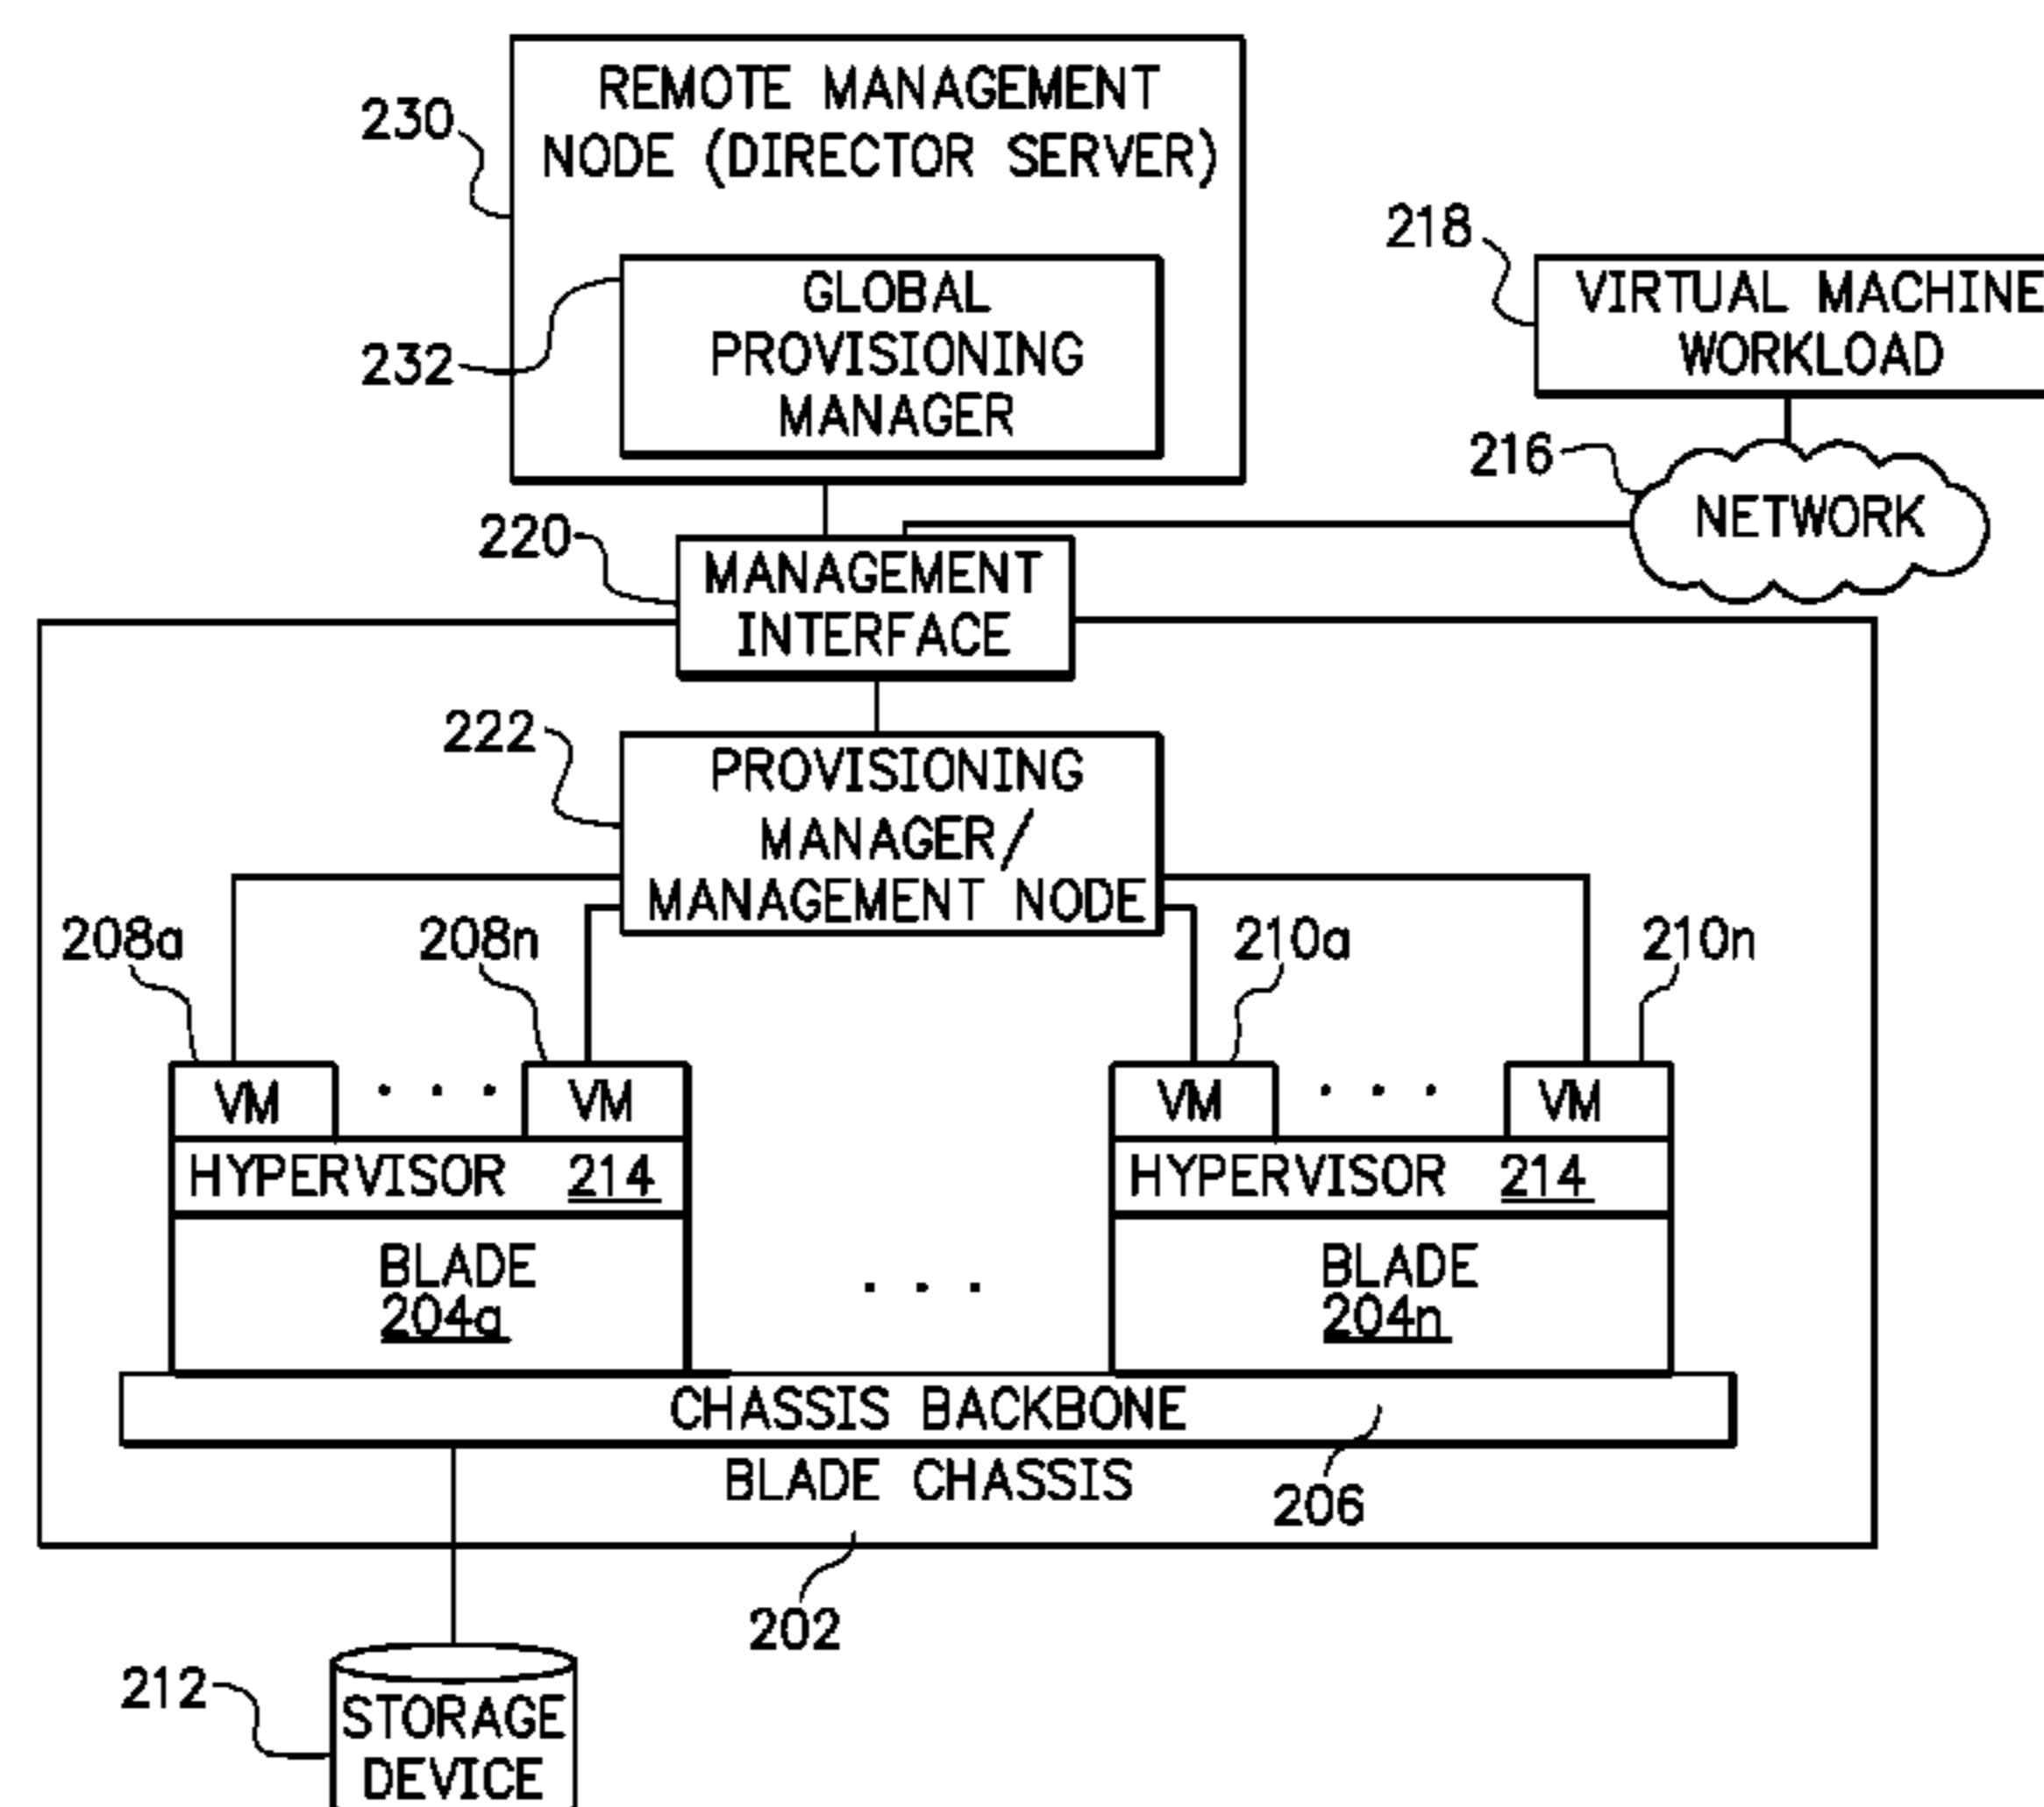 REMOTE MANAGEMENT
NODE (DIRECTOR SERVER)
230
218
GLOBAL
PROVISIONING
MANAGER
232
VIRTUAL MACHINE
WORKLOAD
216
NETWORK
220
MANAGEMENT
INTERFACE
222
PROVISIONING
MANAGER/
MANAGEMENT NODE
208a
208n
210a
210n
VM
. . .
VM
VM
. . .
VM
HYPERVISOR 214
HYPERVISOR 214
BLADE
204a
. . .
BLADE
204n
CHASSIS BACKBONE
BLADE CHASSIS
206
202
212
STORAGE
DEVICE